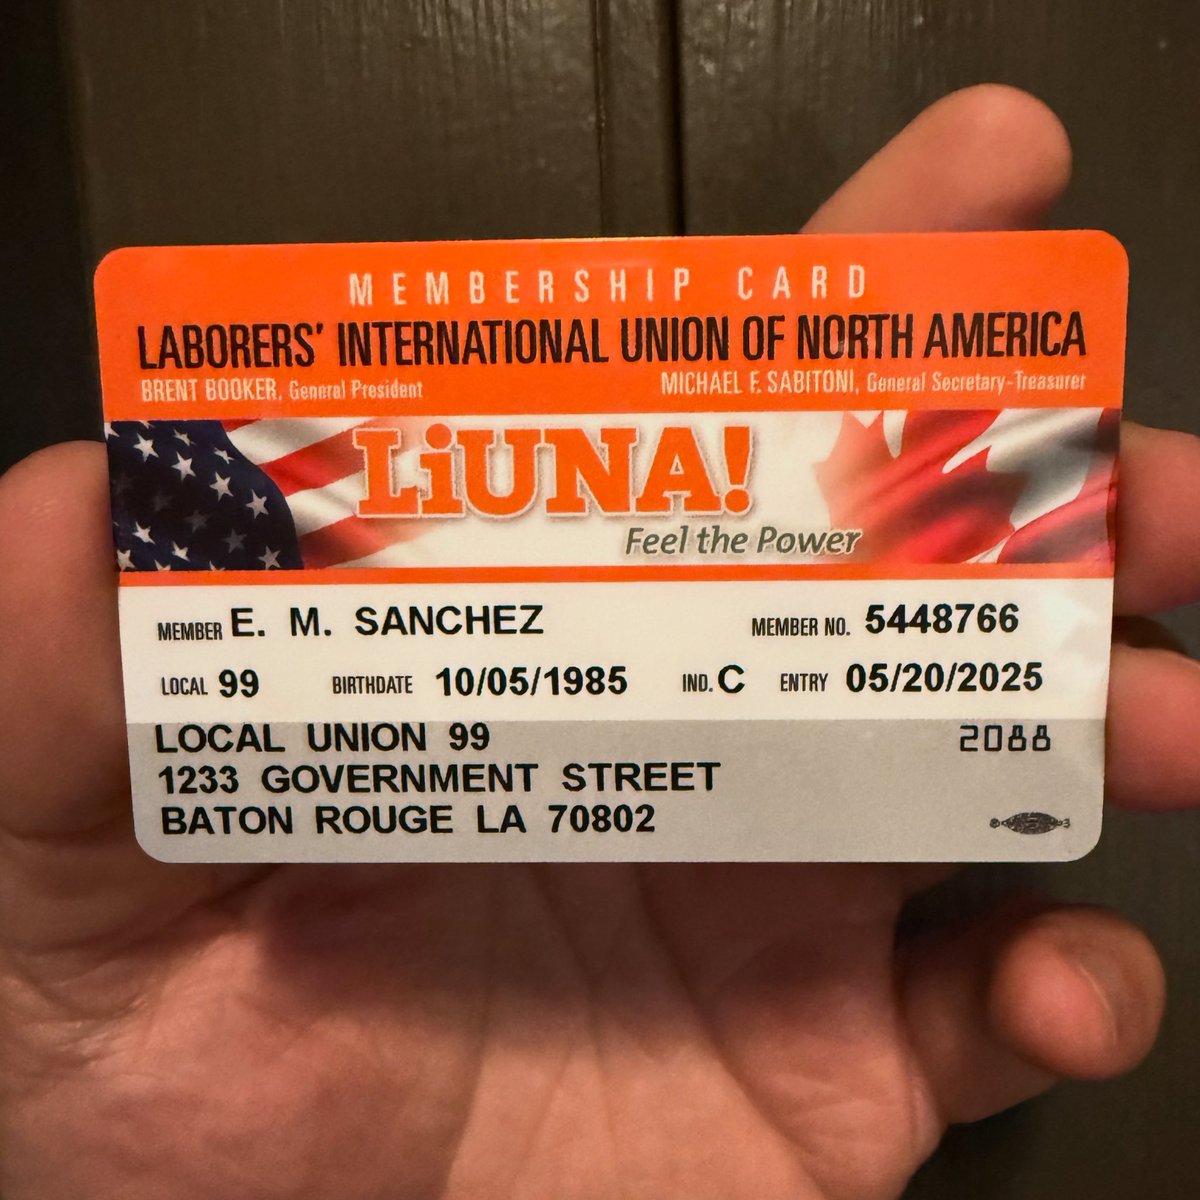 MEMBERSHIP CARD
LABORERS' INTERNATIONAL UNION OF NORTH AMERICA
BRENT BOOKER, General President MICHAEL F. SABITONI, General Secretary-Treasurer
LiUNA!
Feel the Power
MEMBER E. M. SANCHEZ MEMBER NO. 5448766
LOCAL 99 BIRTHDATE 10/05/1985 IND. C ENTRY 05/20/2025
LOCAL UNION 99 2088
1233 GOVERNMENT STREET
BATON ROUGE LA 70802